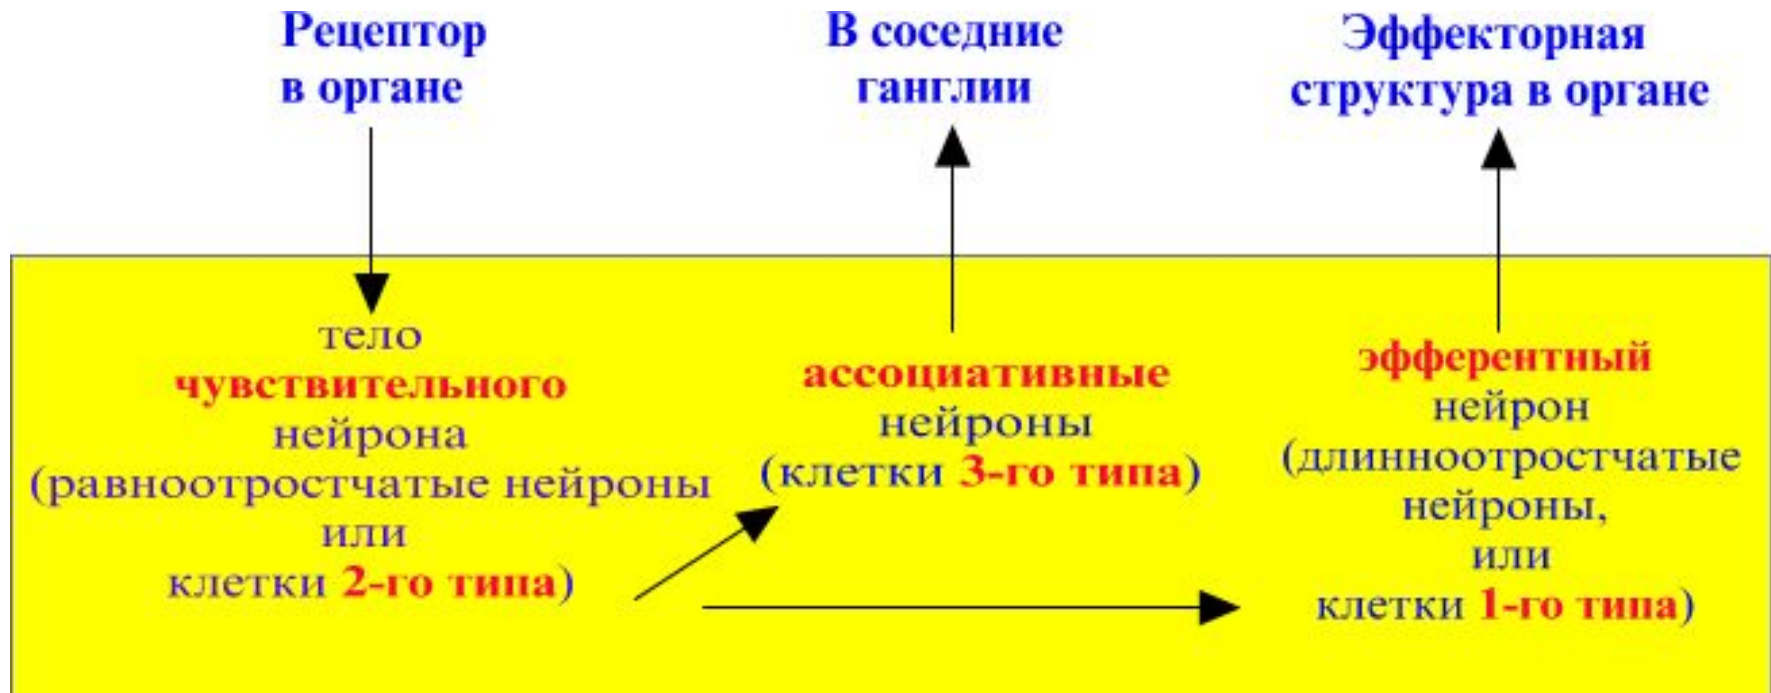 Рецептор
в органе
В соседние
ганглии
Эффекторная
структура в органе
тело
чувствительного
нейрона
(равноотростчатые нейроны
или
клетки 2-го типа)
ассоциативные
нейроны
(клетки 3-го типа)
эфферентный
нейрон
(длинноотростчатые
нейроны,
или
клетки 1-го типа)